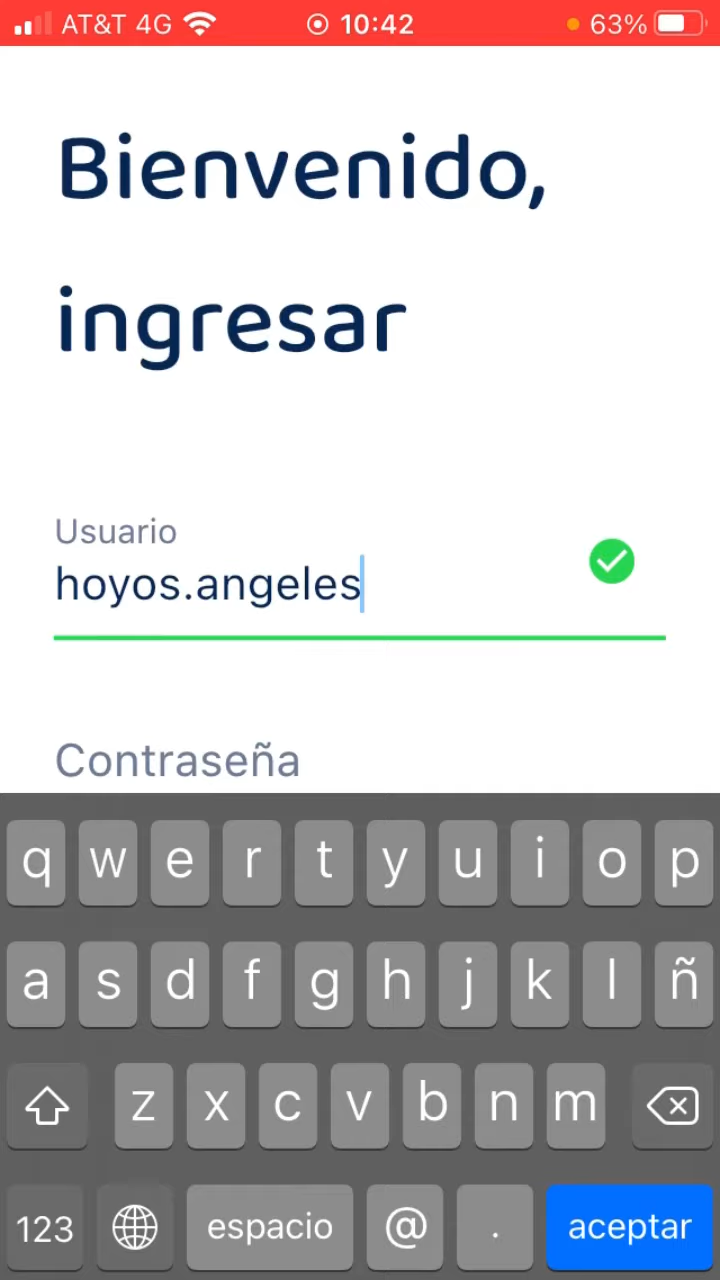 AT&T 4G 10:42 63%
Bienvenido,
ingresar
Usuario
hoyos.angeles
Contraseña
q w e r t y u i o p
a s d f g h j k l ñ
z x c v b n m
123 espacio @ . aceptar